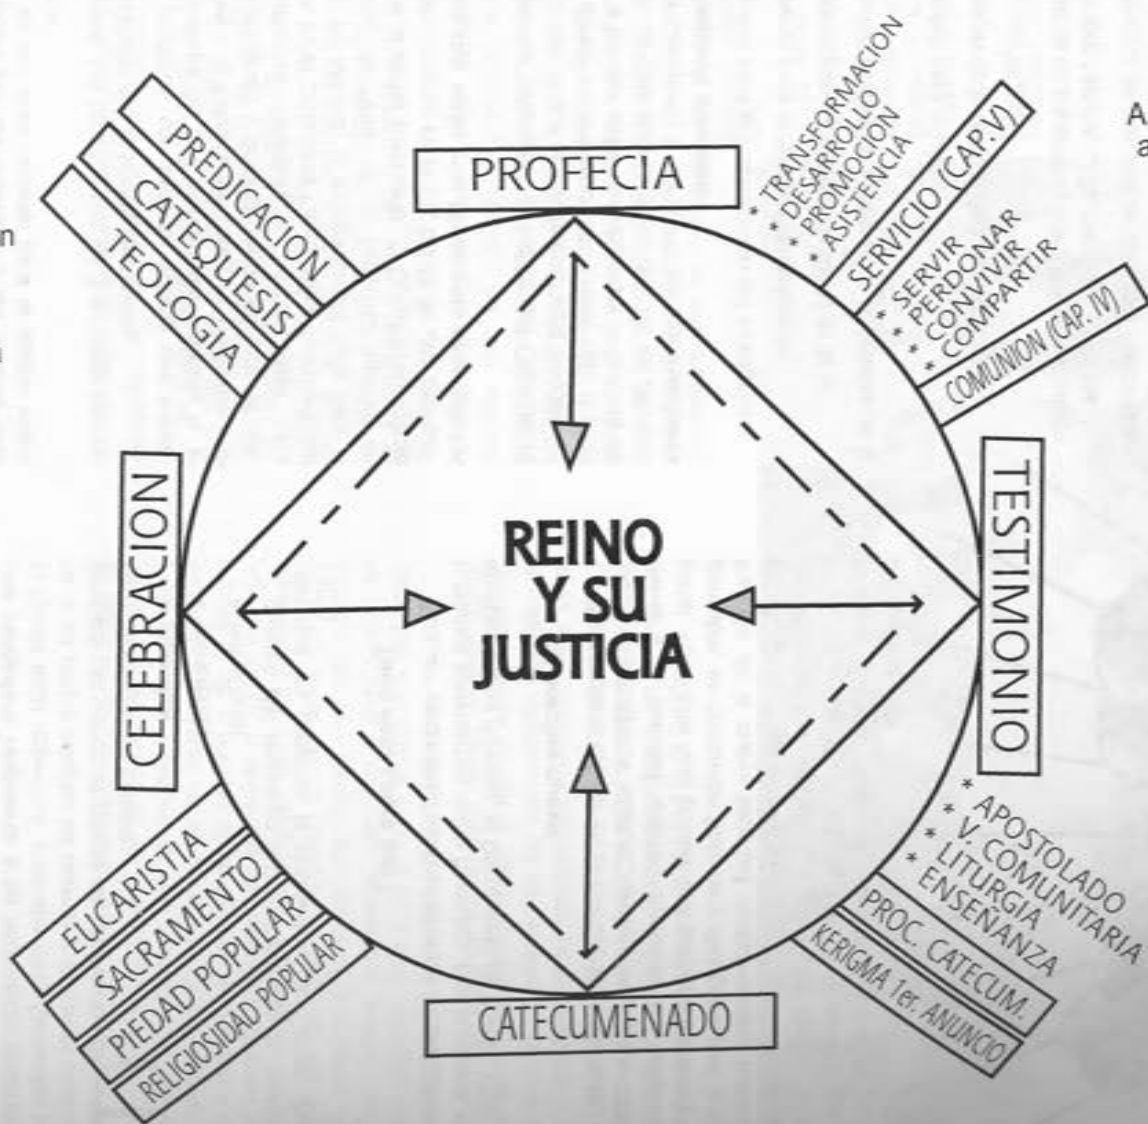 PREDICACION
CATEQUESIS
TEOLOGIA
PROFECIA
* TRANSFORMACION
* DESARROLLO
* PROMOCION
* ASISTENCIA
SERVICIO (CAP.V)
* SERVIR
* PERDONAR
* CONVIVIR
* COMPARTIR
COMUNION (CAP. IV)
CELEBRACION
REINO
Y SU
JUSTICIA
TESTIMONIO
EUCARISTIA
SACRAMENTO
PIEDAD POPULAR
RELIGIOSIDAD POPULAR
CATECUMENADO
* APOSTOLADO
* V. COMUNITARIA
* LITURGIA
* ENSEÑANZA
PROC. CATECUM.
KERIGMA 1er. ANUNCIO